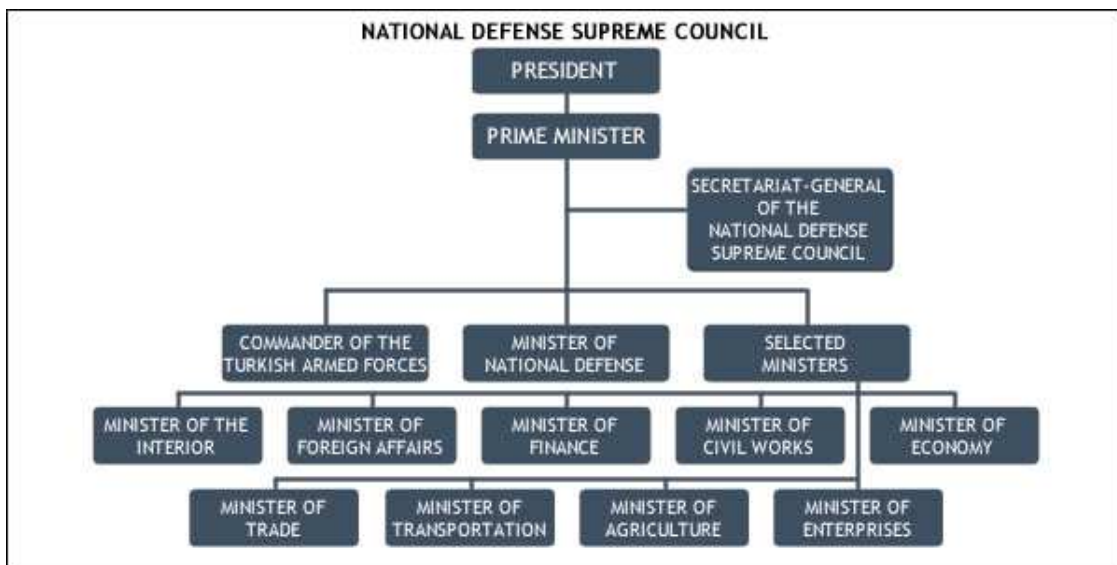 NATIONAL DEFENSE SUPREME COUNCIL
PRESIDENT
PRIME MINISTER
SECRETARIAT-GENERAL
OF THE
NATIONAL DEFENSE
SUPREME COUNCIL
COMMANDER OF THE
TURKISH ARMED FORCES
MINISTER OF
NATIONAL DEFENSE
SELECTED
MINISTERS
MINISTER OF THE
INTERIOR
MINISTER OF
FOREIGN AFFAIRS
MINISTER OF
FINANCE
MINISTER OF
CIVIL WORKS
MINISTER OF
ECONOMY
MINISTER OF
TRADE
MINISTER OF
TRANSPORTATION
MINISTER OF
AGRICULTURE
MINISTER OF
ENTERPRISES